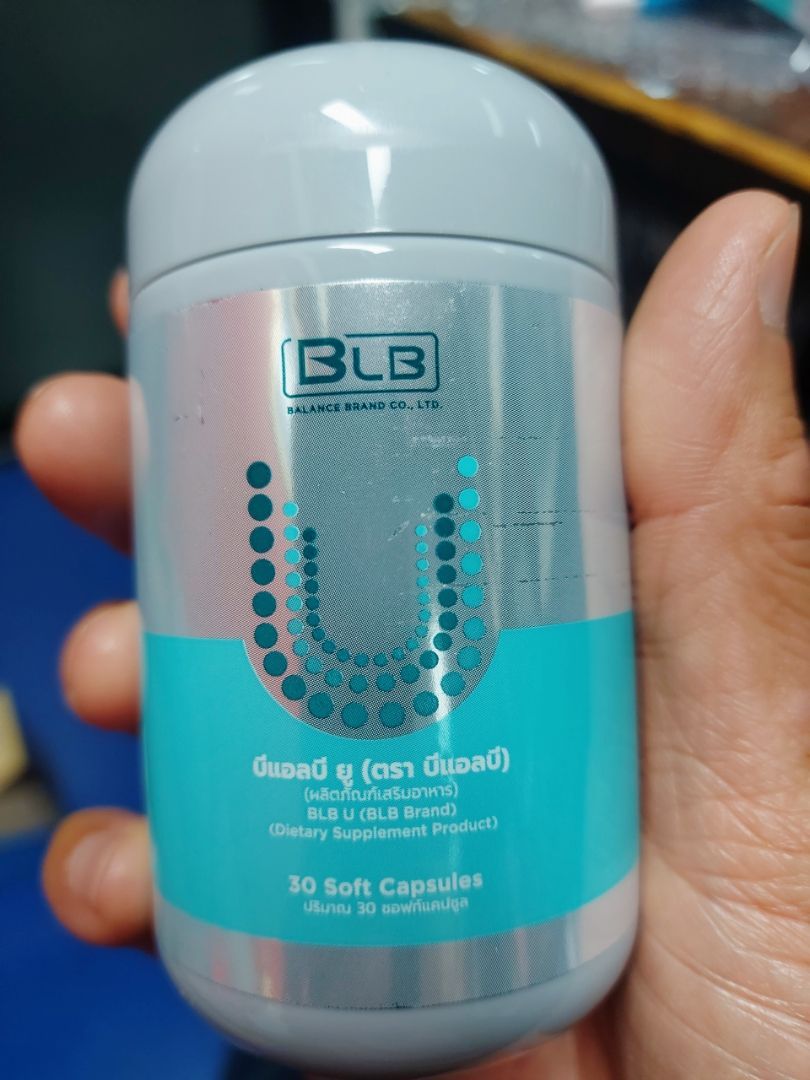 BLB
BALANCE BRAND CO., LTD.
U
บีแอลบี ยู (ตรา บีแอลบี)
(ผลิตภัณฑ์เสริมอาหาร)
BLB U (BLB Brand)
(Dietary Supplement Product)
30 Soft Capsules
ปริมาณ 30 ซอฟท์แคปซูล